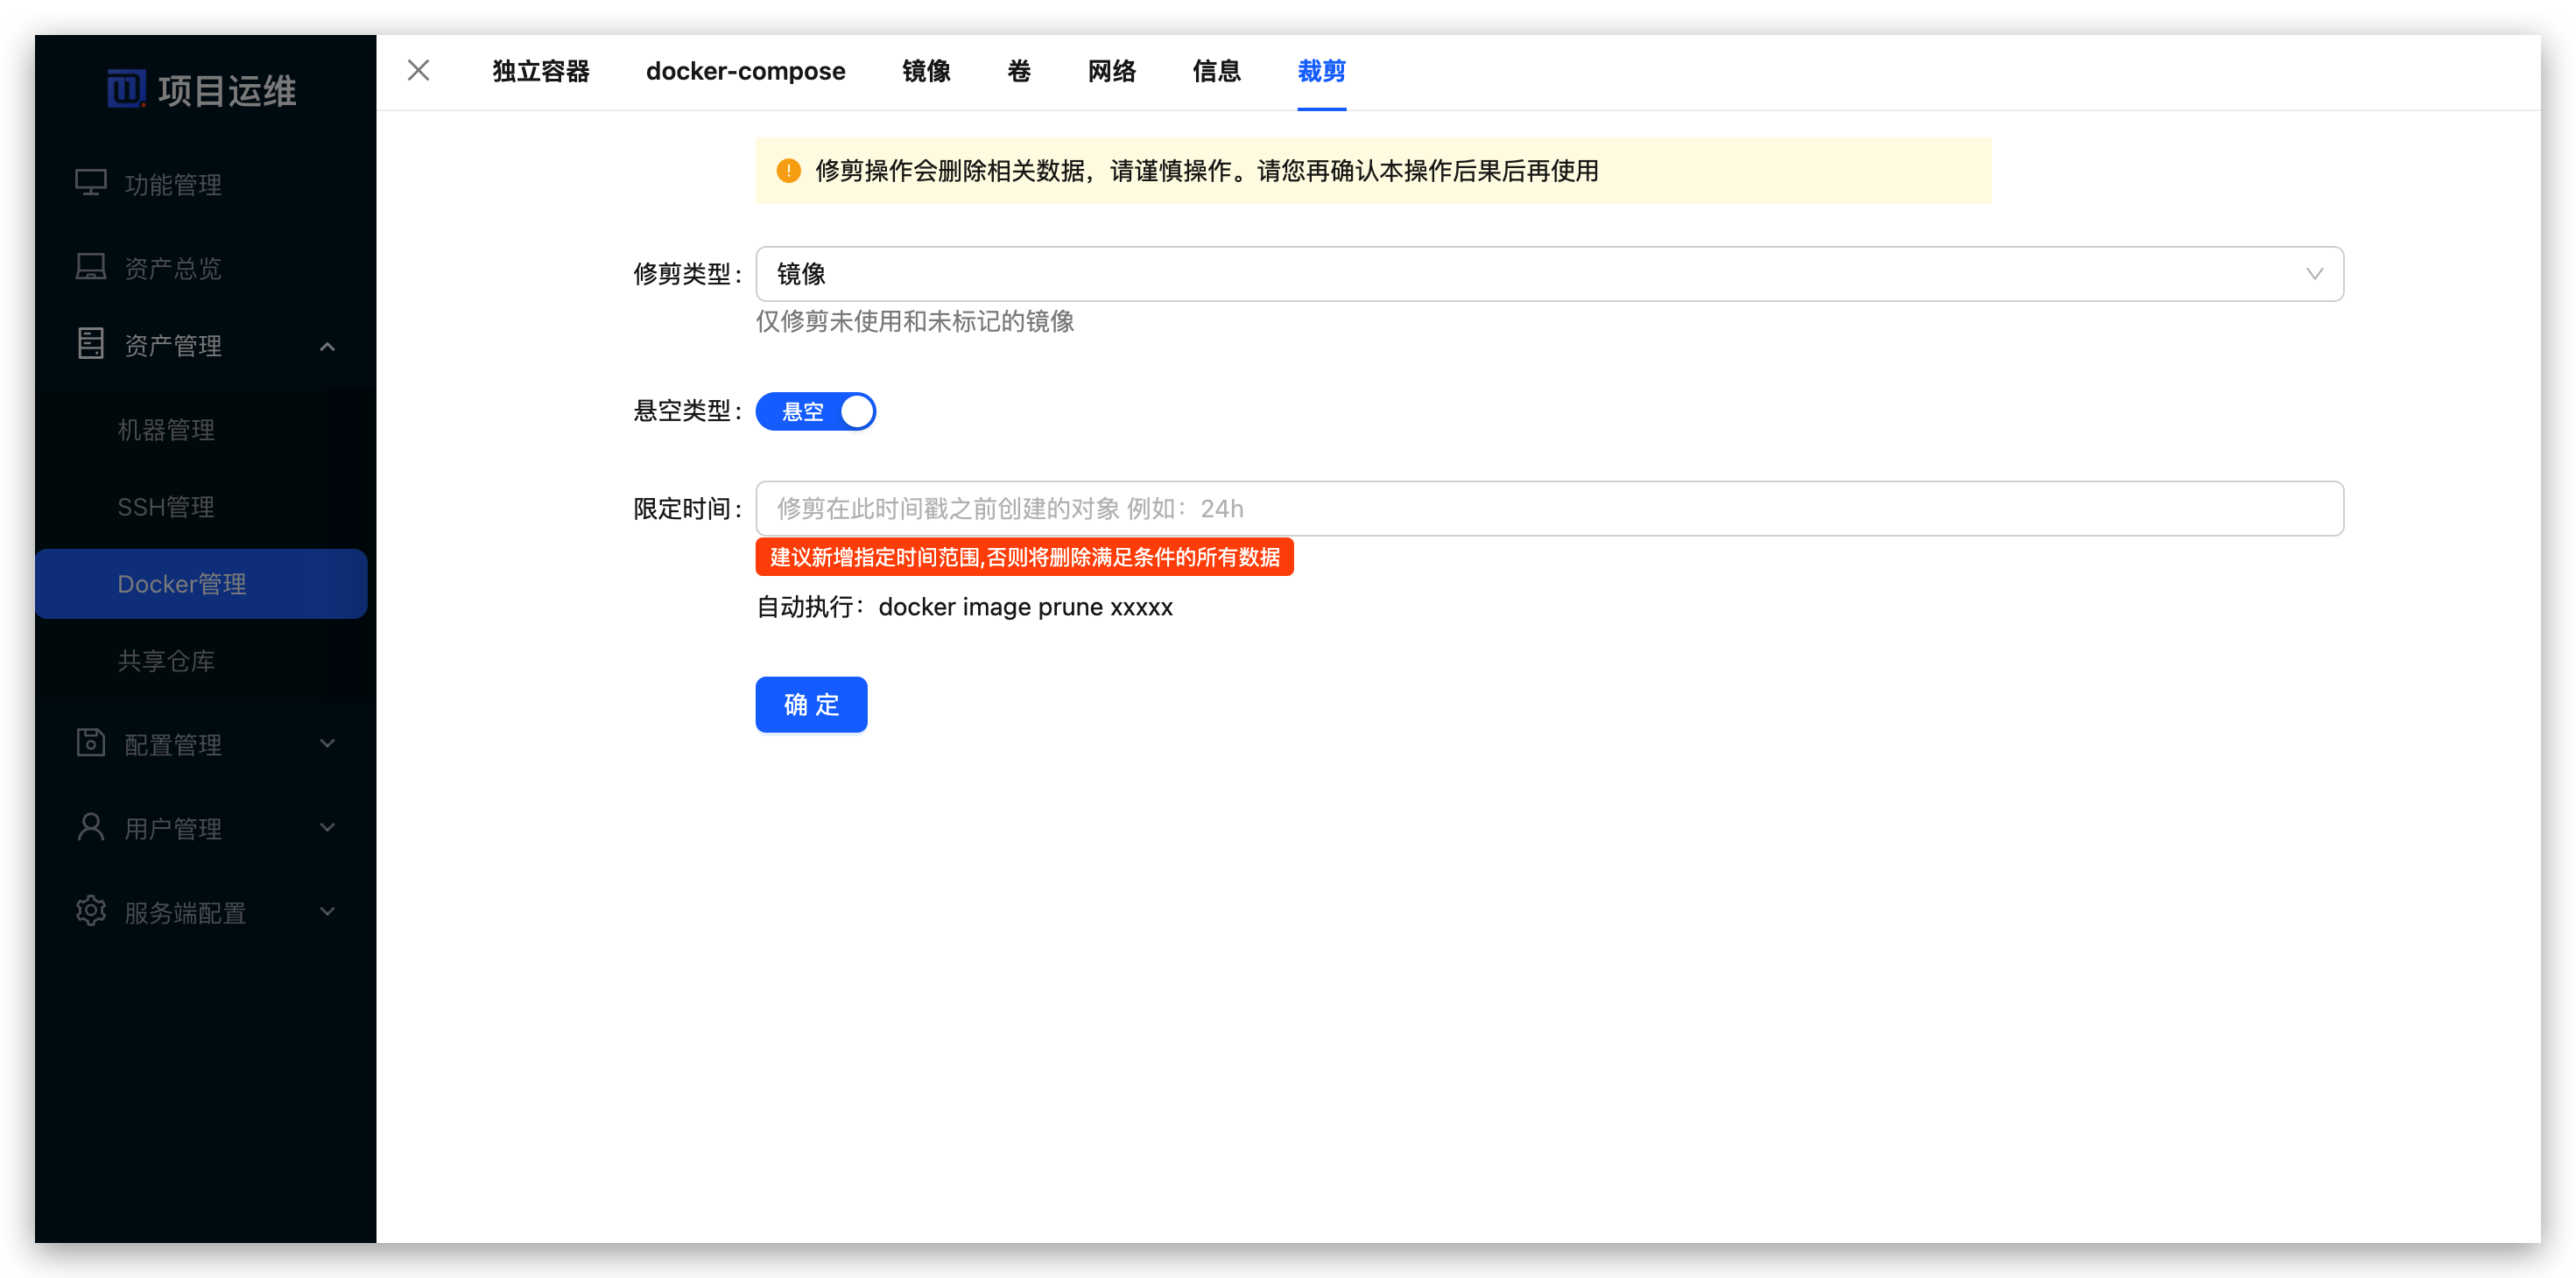 项目运维
功能管理
资产总览
资产管理
机器管理
SSH管理
Docker管理
共享仓库
配置管理
用户管理
服务端配置
独立容器 docker-compose 镜像 卷 网络 信息 裁剪
修剪操作会删除相关数据，请谨慎操作。请您再确认本操作后果后再使用
修剪类型： 镜像
仅修剪未使用和未标记的镜像
悬空类型： 悬空
限定时间： 修剪在此时间戳之前创建的对象 例如：24h
建议新增指定时间范围,否则将删除满足条件的所有数据
自动执行：docker image prune xxxxx
确 定